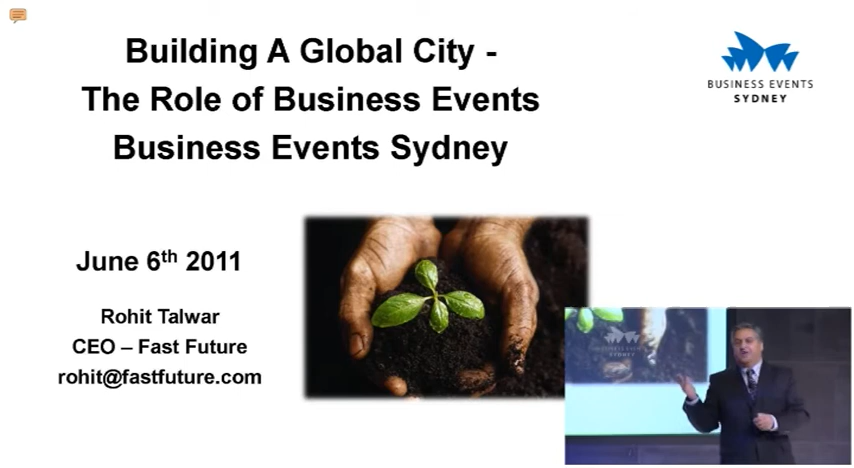 Building A Global City -
The Role of Business Events
Business Events Sydney
BUSINESS EVENTS
SYDNEY
June 6th 2011
Rohit Talwar
CEO – Fast Future
rohit@fastfuture.com
SYDNEY